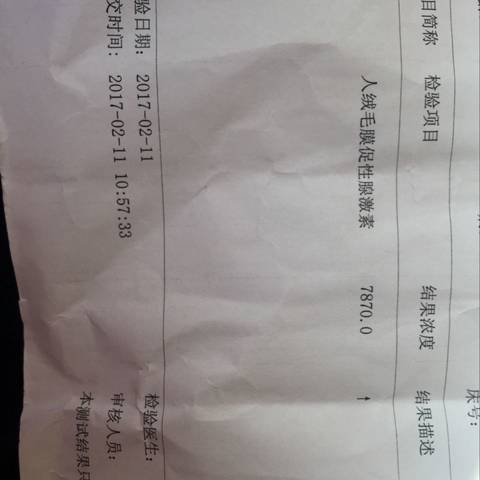 床号：
目简称 检验项目 结果浓度 结果描述
人绒毛膜促性腺激素 7870.0 ↑
验日期： 2017-02-11 检验医生：
交时间： 2017-02-11 10:57:33 审核人员：
本测试结果只